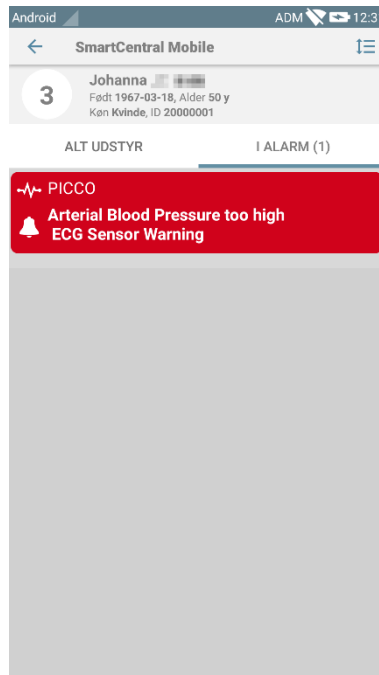 Android ADM 12:3
SmartCentral Mobile
3
Johanna
Født 1967-03-18, Alder 50 y
Køn Kvinde, ID 20000001
ALT UDSTYR I ALARM (1)
PICCO
Arterial Blood Pressure too high
ECG Sensor Warning